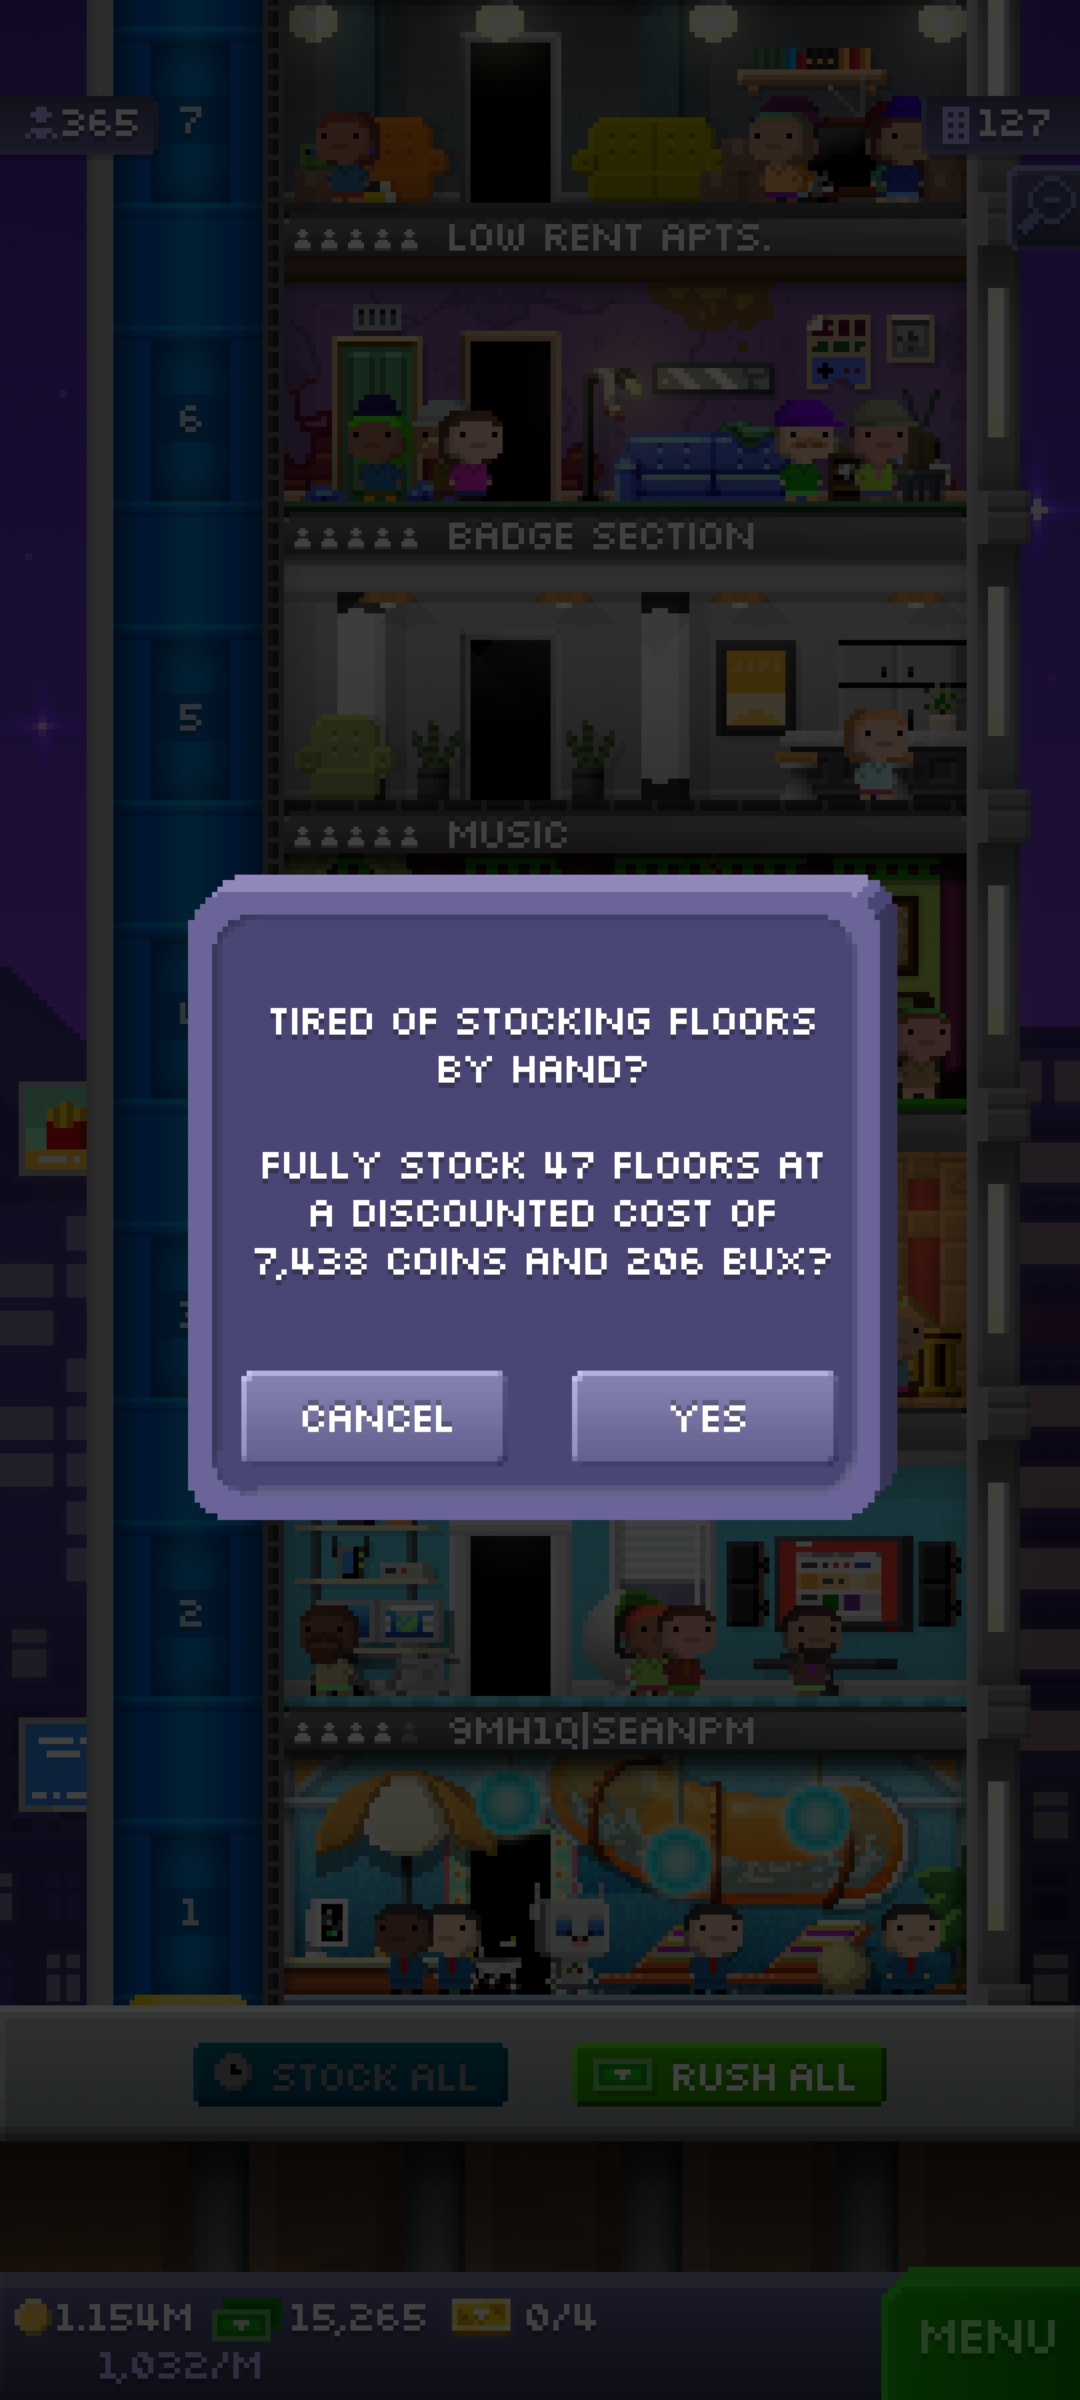 365
7
127
LOW RENT APTS.
6
BADGE SECTION
5
MUSIC
TIRED OF STOCKING FLOORS
BY HAND?
FULLY STOCK 47 FLOORS AT
A DISCOUNTED COST OF
7,438 COINS AND 206 BUX?
CANCEL
YES
2
9MH1Q|SEANPM
1
STOCK ALL
RUSH ALL
1.154M
15,265
0/4
1,032/M
MENU